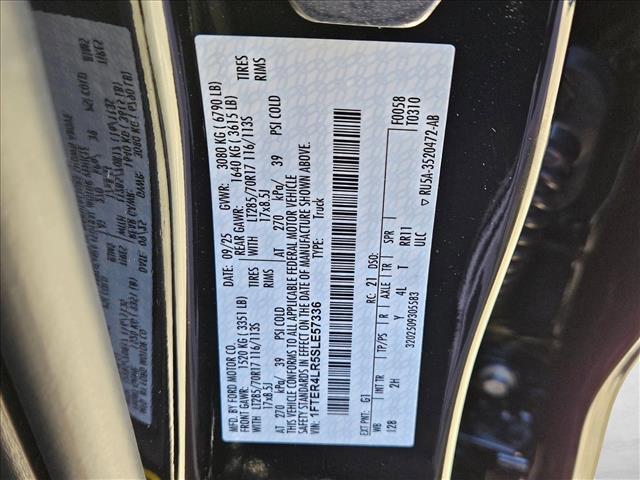 MFD. BY FORD MOTOR CO. DATE: 09/25 GVWR: 3080 KG ( 6790 LB)
FRONT GAWR: 1520 KG ( 3351 LB) REAR GAWR: 1640 KG ( 3615 LB)
WITH LT285/70R17 116/113S TIRES WITH LT285/70R17 116/113S TIRES
17x8.5J RIMS 17x8.5J RIMS
AT 270 kPa/ 39 PSI COLD AT 270 kPa/ 39 PSI COLD
THIS VEHICLE CONFORMS TO ALL APPLICABLE FEDERAL MOTOR VEHICLE
SAFETY STANDARDS IN EFFECT ON THE DATE OF MANUFACTURE SHOWN ABOVE.
VIN: 1FTER4LR5SLE57336 TYPE: Truck
F0058
T0310
EXT PNT: G1 RC: 21 DSO:
WB INT TR TP/PS R AXLE TR SPR
128 2H Y 4L T RR11
3202509305583 ULC
▽ RU5A-3520472-AB